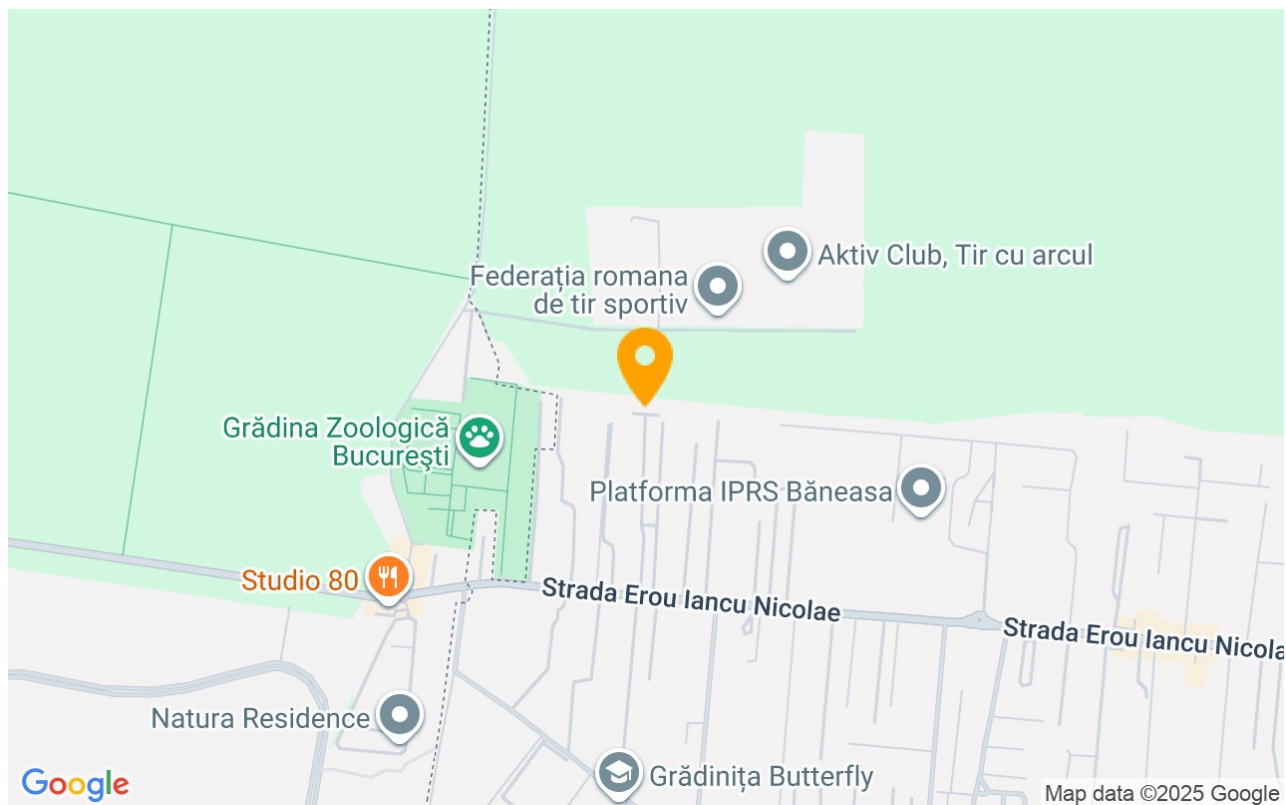 Aktiv Club, Tir cu arcul
Federația romana
de tir sportiv
Grădina Zoologică
București
Platforma IPRS Băneasa
Studio 80
Strada Erou Iancu Nicolae
Strada Erou Iancu Nicola
Natura Residence
Grădinița Butterfly
Google
Map data ©2025 Google